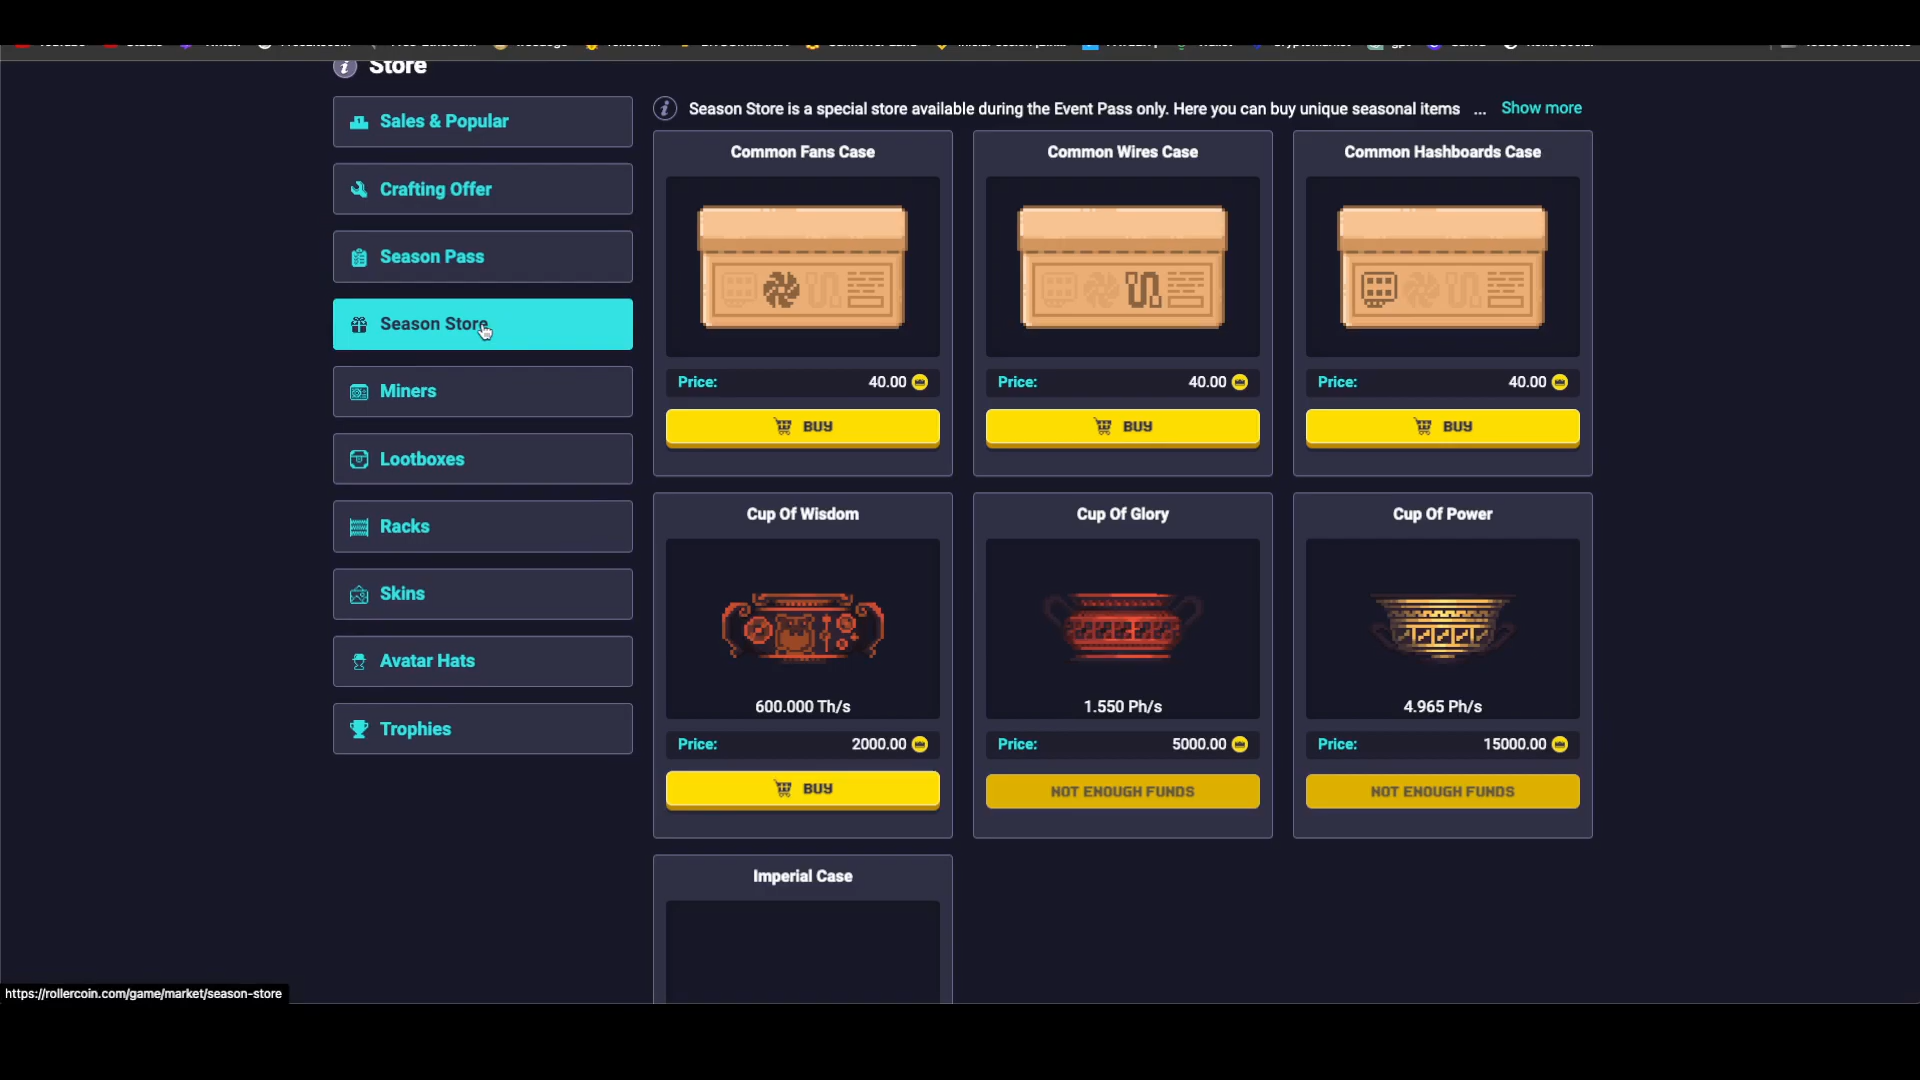 Store
Sales & Popular
Crafting Offer
Season Pass
Season Store
Miners
Lootboxes
Racks
Skins
Avatar Hats
Trophies
Season Store is a special store available during the Event Pass only. Here you can buy unique seasonal items ... Show more
Common Fans Case
Price: 40.00
BUY
Common Wires Case
Price: 40.00
BUY
Common Hashboards Case
Price: 40.00
BUY
Cup Of Wisdom
600.000 Th/s
Price: 2000.00
BUY
Cup Of Glory
1.550 Ph/s
Price: 5000.00
NOT ENOUGH FUNDS
Cup Of Power
4.965 Ph/s
Price: 15000.00
NOT ENOUGH FUNDS
Imperial Case
https://rollercoin.com/game/market/season-store